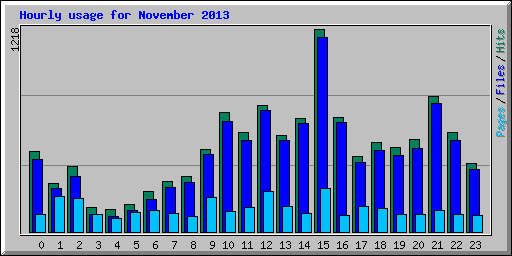 Hourly usage for November 2013
1218
Pages / Files / Hits
0 1 2 3 4 5 6 7 8 9 10 11 12 13 14 15 16 17 18 19 20 21 22 23